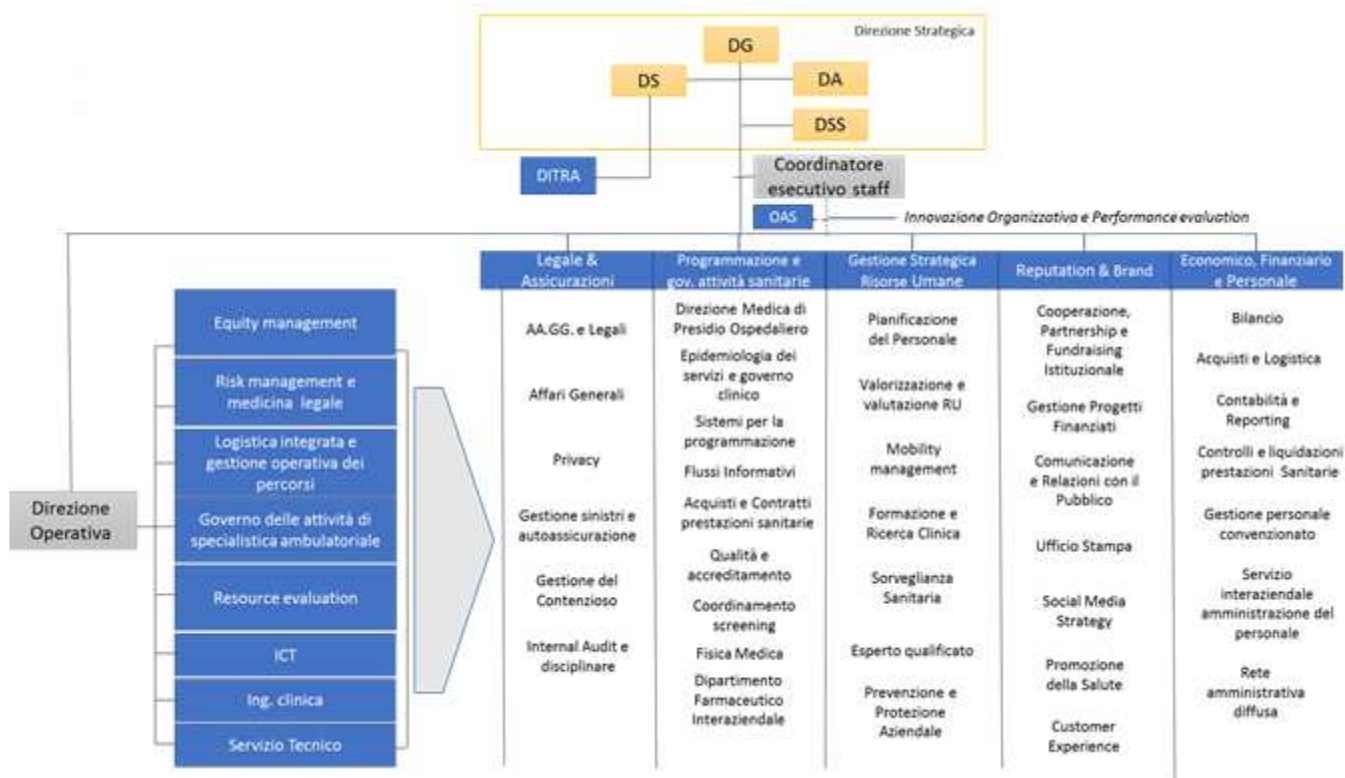 Direzione Strategica
DG
DS
DA
DSS
DITRA
Coordinatore
esecutivo staff
OAS
Innovazione Organizzativa e Performance evaluation
Direzione
Operativa
Equity management
Risk management e
medicina legale
Logistica integrata e
gestione operativa dei
percorsi
Governo delle attività di
specialistica ambulatoriale
Resource evaluation
ICT
Ing. clinica
Servizio Tecnico
Legale &
Assicurazioni
AA.GG. e Legali
Affari Generali
Privacy
Gestione sinistri e
autoassicurazione
Gestione del
Contenzioso
Internal Audit e
disciplinare
Programmazione e
gov. attività sanitarie
Direzione Medica di
Presidio Ospedaliero
Epidemiologia dei
servizi e governo
clinico
Sistemi per la
programmazione
Flussi Informativi
Acquisti e Contratti
prestazioni sanitarie
Qualità e
accreditamento
Coordinamento
screening
Fisica Medica
Dipartimento
Farmaceutico
Interaziendale
Gestione Strategica
Risorse Umane
Pianificazione
del Personale
Valorizzazione e
valutazione RU
Mobility
management
Formazione e
Ricerca Clinica
Sorveglianza
Sanitaria
Esperto qualificato
Prevenzione e
Protezione
Aziendale
Reputation & Brand
Cooperazione,
Partnership e
Fundraising
Istituzionale
Gestione Progetti
Finanziati
Comunicazione
e Relazioni con il
Pubblico
Ufficio Stampa
Social Media
Strategy
Promozione
della Salute
Customer
Experience
Economico, Finanziario
e Personale
Bilancio
Acquisti e Logistica
Contabilità e
Reporting
Controlli e liquidazioni
prestazioni Sanitarie
Gestione personale
convenzionato
Servizio
interaziendale
amministrazione del
personale
Rete
amministrativa
diffusa